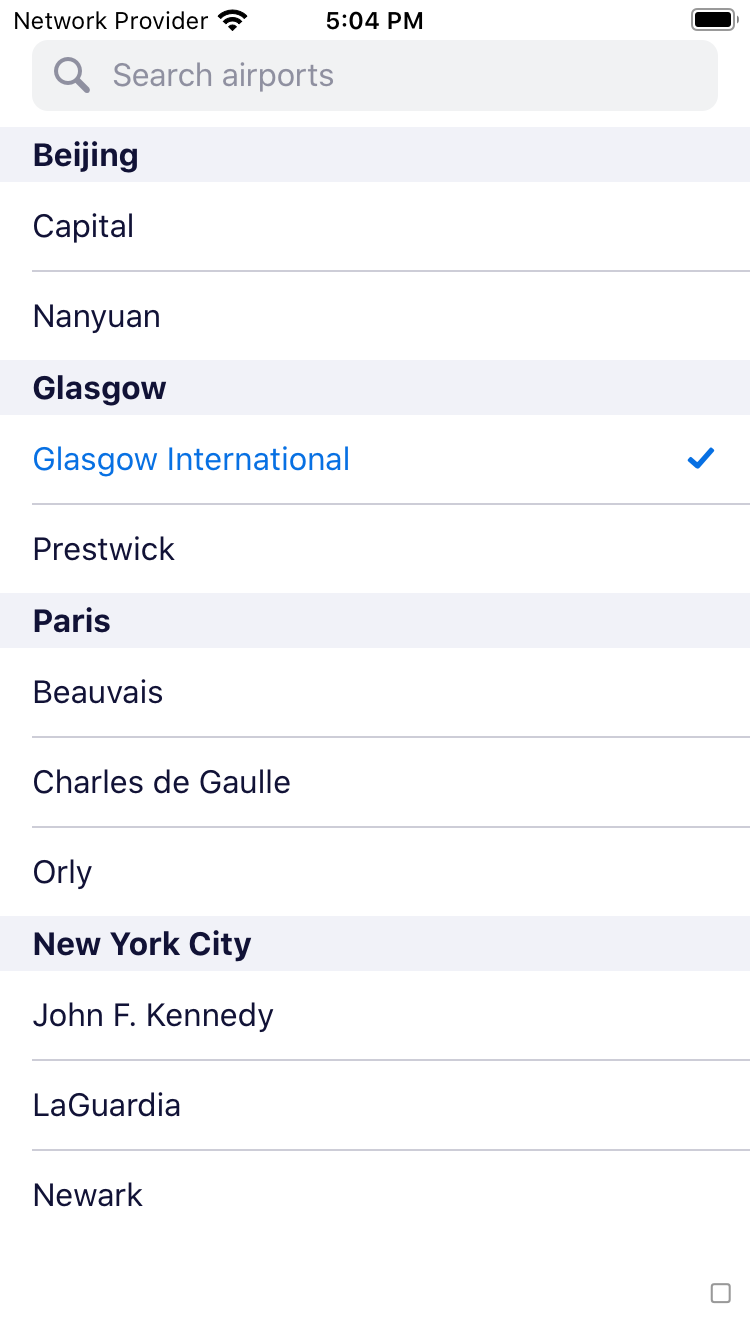 Network Provider 5:04 PM
Search airports
Beijing
Capital
Nanyuan
Glasgow
Glasgow International
Prestwick
Paris
Beauvais
Charles de Gaulle
Orly
New York City
John F. Kennedy
LaGuardia
Newark